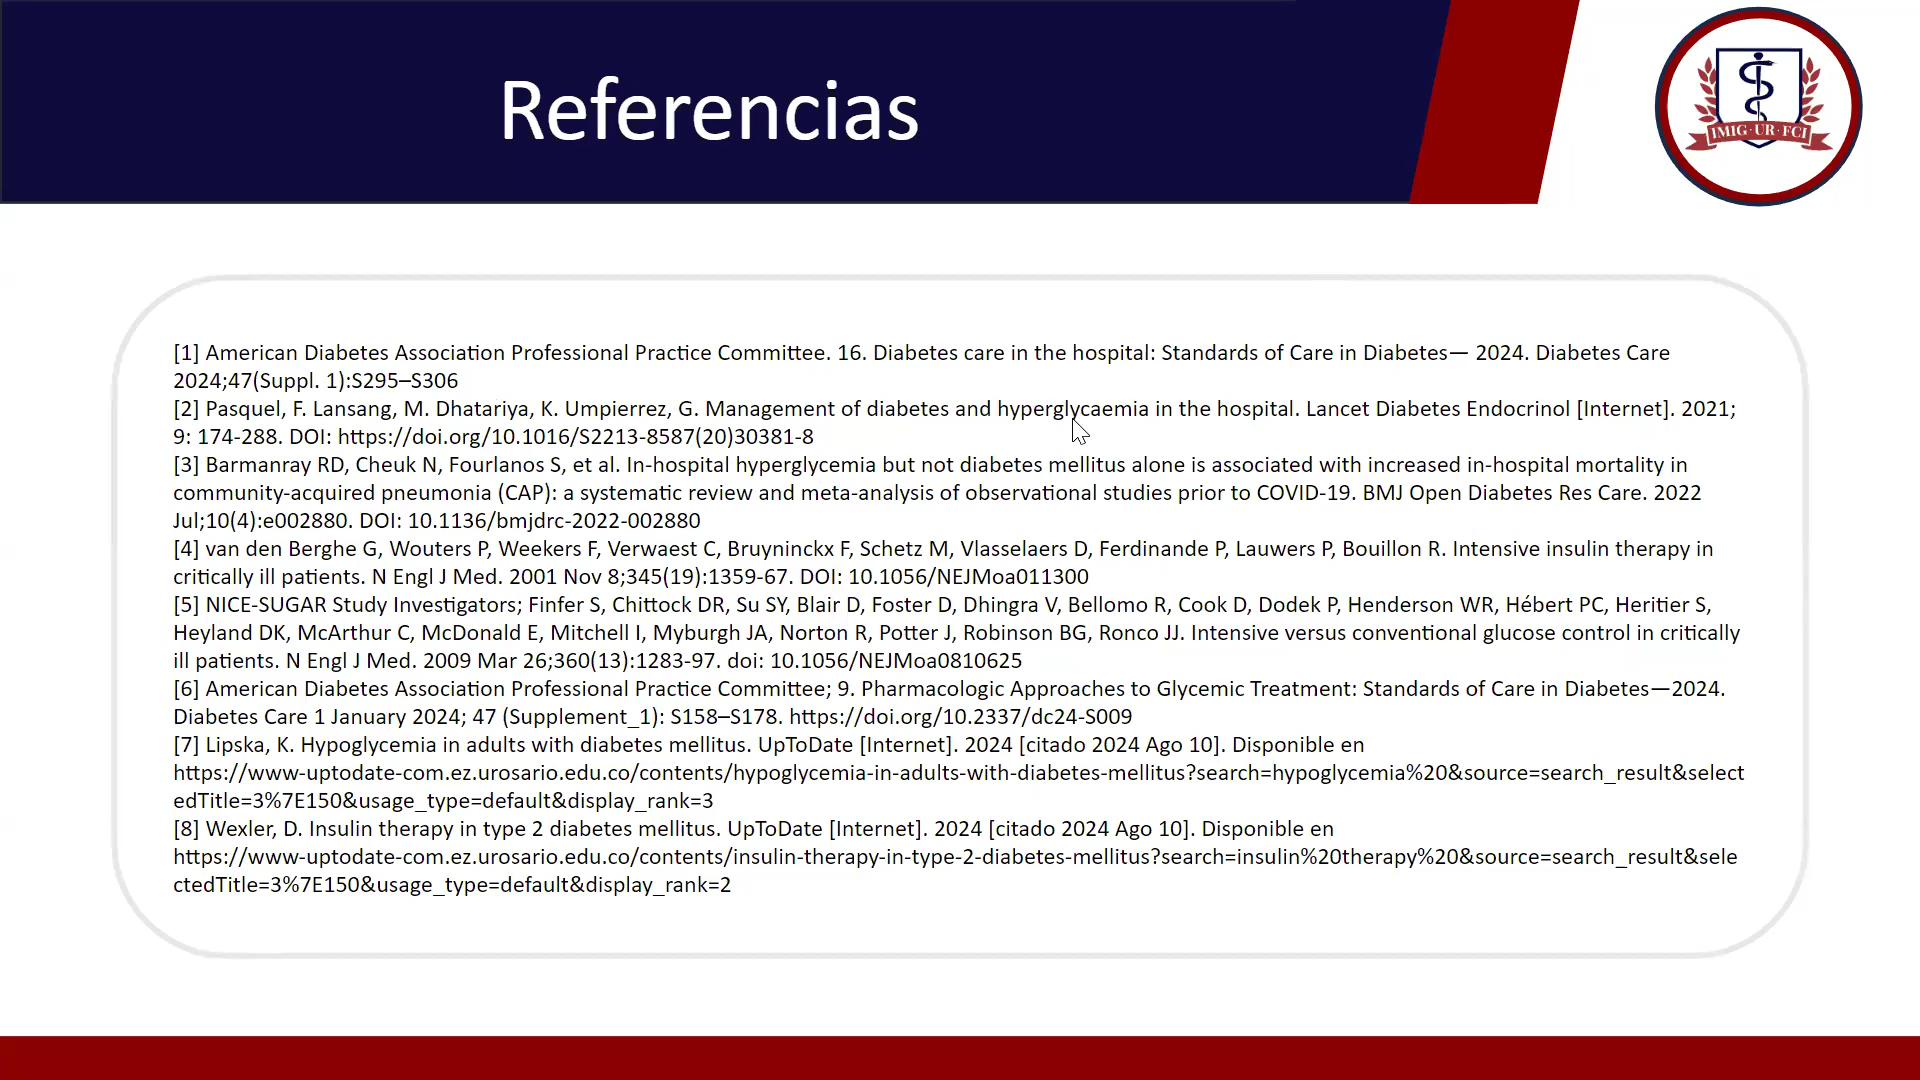 Referencias
IMIG·UR·FCI
[1] American Diabetes Association Professional Practice Committee. 16. Diabetes care in the hospital: Standards of Care in Diabetes— 2024. Diabetes Care
2024;47(Suppl. 1):S295–S306
[2] Pasquel, F. Lansang, M. Dhatariya, K. Umpierrez, G. Management of diabetes and hyperglycaemia in the hospital. Lancet Diabetes Endocrinol [Internet]. 2021;
9: 174-288. DOI: https://doi.org/10.1016/S2213-8587(20)30381-8
[3] Barmanray RD, Cheuk N, Fourlanos S, et al. In-hospital hyperglycemia but not diabetes mellitus alone is associated with increased in-hospital mortality in
community-acquired pneumonia (CAP): a systematic review and meta-analysis of observational studies prior to COVID-19. BMJ Open Diabetes Res Care. 2022
Jul;10(4):e002880. DOI: 10.1136/bmjdrc-2022-002880
[4] van den Berghe G, Wouters P, Weekers F, Verwaest C, Bruyninckx F, Schetz M, Vlasselaers D, Ferdinande P, Lauwers P, Bouillon R. Intensive insulin therapy in
critically ill patients. N Engl J Med. 2001 Nov 8;345(19):1359-67. DOI: 10.1056/NEJMoa011300
[5] NICE-SUGAR Study Investigators; Finfer S, Chittock DR, Su SY, Blair D, Foster D, Dhingra V, Bellomo R, Cook D, Dodek P, Henderson WR, Hébert PC, Heritier S,
Heyland DK, McArthur C, McDonald E, Mitchell I, Myburgh JA, Norton R, Potter J, Robinson BG, Ronco JJ. Intensive versus conventional glucose control in critically
ill patients. N Engl J Med. 2009 Mar 26;360(13):1283-97. doi: 10.1056/NEJMoa0810625
[6] American Diabetes Association Professional Practice Committee; 9. Pharmacologic Approaches to Glycemic Treatment: Standards of Care in Diabetes—2024.
Diabetes Care 1 January 2024; 47 (Supplement_1): S158–S178. https://doi.org/10.2337/dc24-S009
[7] Lipska, K. Hypoglycemia in adults with diabetes mellitus. UpToDate [Internet]. 2024 [citado 2024 Ago 10]. Disponible en
https://www-uptodate-com.ez.urosario.edu.co/contents/hypoglycemia-in-adults-with-diabetes-mellitus?search=hypoglycemia%20&source=search_result&select
edTitle=3%7E150&usage_type=default&display_rank=3
[8] Wexler, D. Insulin therapy in type 2 diabetes mellitus. UpToDate [Internet]. 2024 [citado 2024 Ago 10]. Disponible en
https://www-uptodate-com.ez.urosario.edu.co/contents/insulin-therapy-in-type-2-diabetes-mellitus?search=insulin%20therapy%20&source=search_result&sele
ctedTitle=3%7E150&usage_type=default&display_rank=2